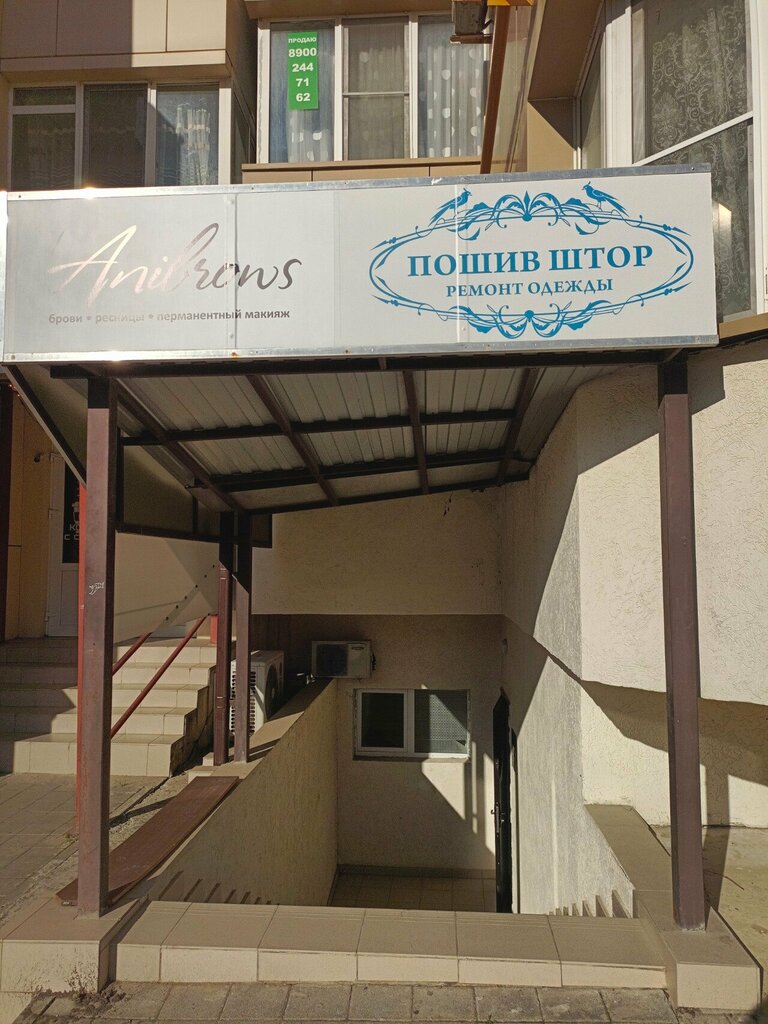 ПРОДАЮ
8900
244
71
62
Anibrows
брови • ресницы • перманентный макияж
ПОШИВ ШТОР
РЕМОНТ ОДЕЖДЫ